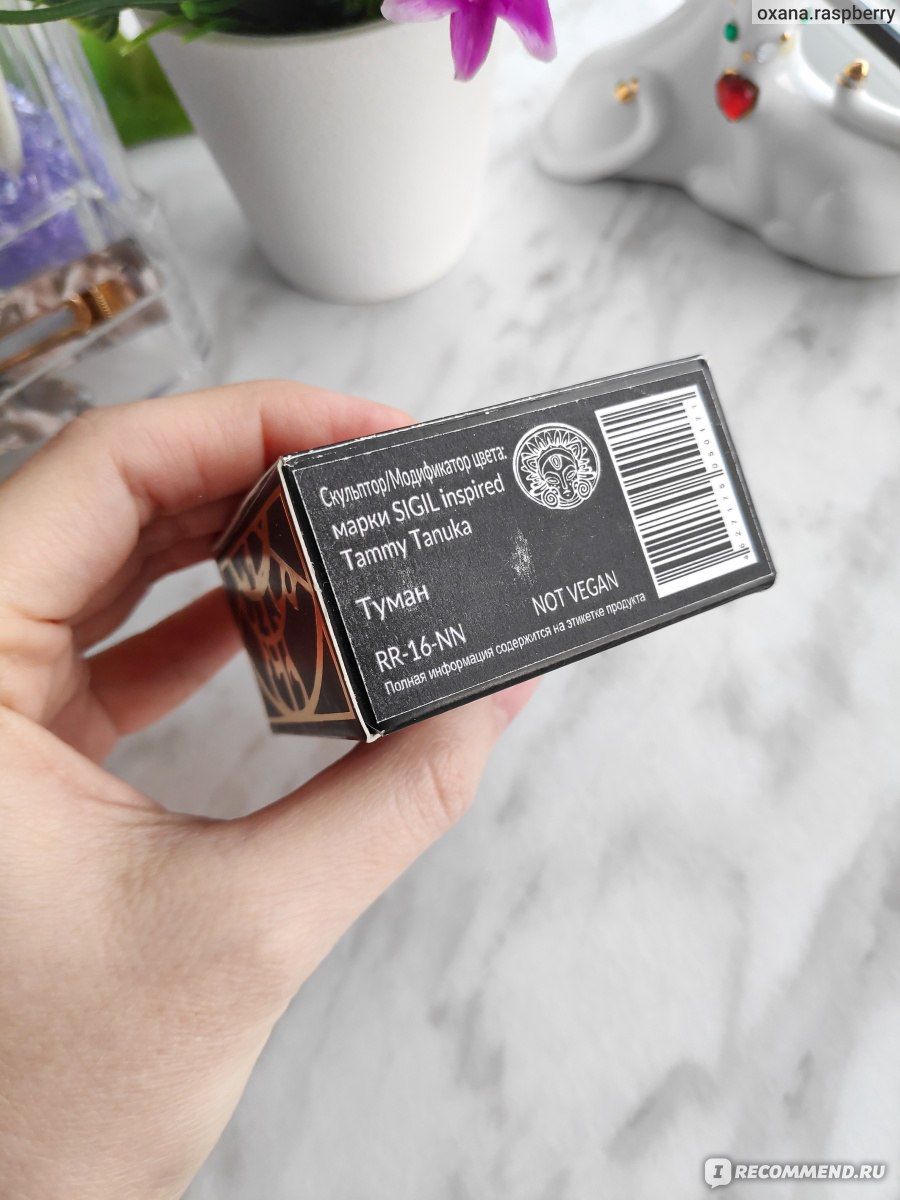 oxana.raspberry
Скульптор/Модификатор цвета:
марки SIGIL inspired
Tammy Tanuka
Туман
NOT VEGAN
RR-16-NN
Полная информация содержится на этикетке продукта
IRECOMMEND.RU